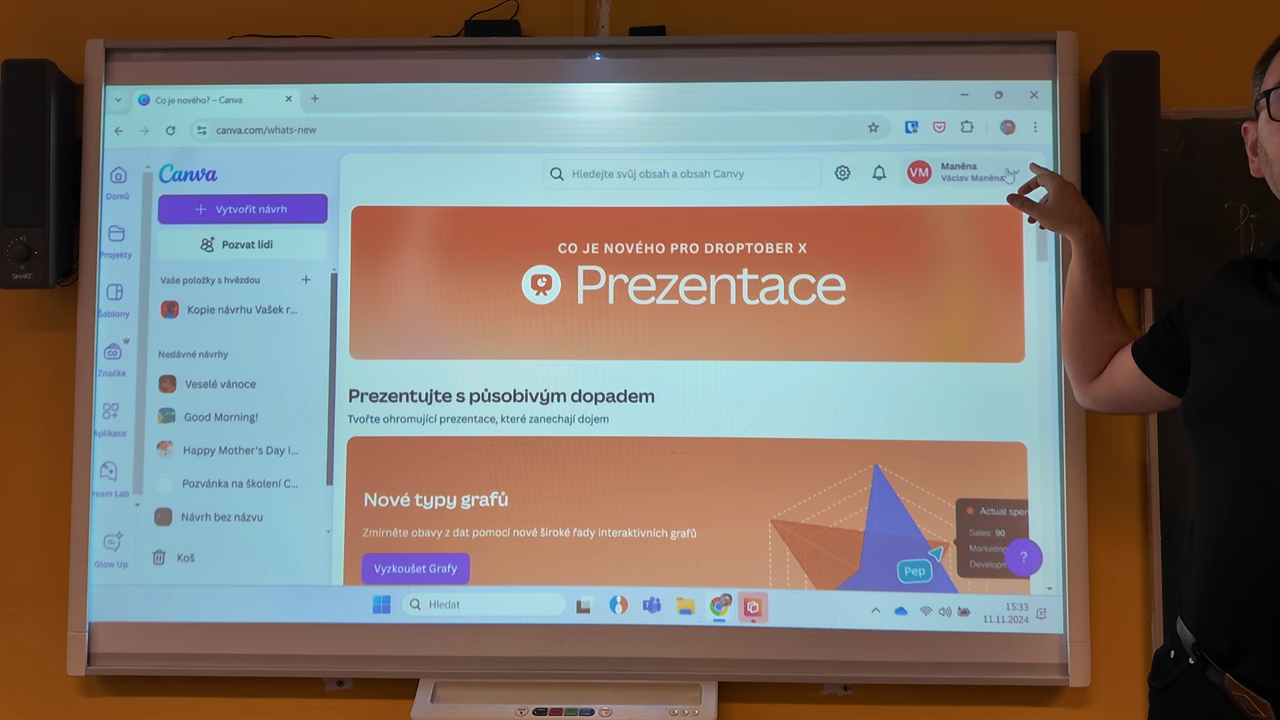 Co je nového? – Canva
canva.com/whats-new
Canva
Hledejte svůj obsah a obsah Canvy
VM
Maněna
Václav Maněna
Domů
Projekty
Šablony
Značka
Aplikace
ream Lab
Glow Up
+ Vytvořit návrh
Pozvat lidi
Vaše položky s hvězdou
Kopie návrhu Vašek r...
Nedávné návrhy
Veselé vánoce
Good Morning!
Happy Mother's Day I...
Pozvánka na školení C...
Návrh bez názvu
Koš
CO JE NOVÉHO PRO DROPTOBER X
Prezentace
Prezentujte s působivým dopadem
Tvořte ohromující prezentace, které zanechají dojem
Nové typy grafů
Zmírněte obavy z dat pomocí nové široké řady interaktivních grafů
Vyzkoušet Grafy
Actual spen
Sales: 90
Marketing
Developm
Pep
?
Hledat
15:33
11.11.2024
SMART